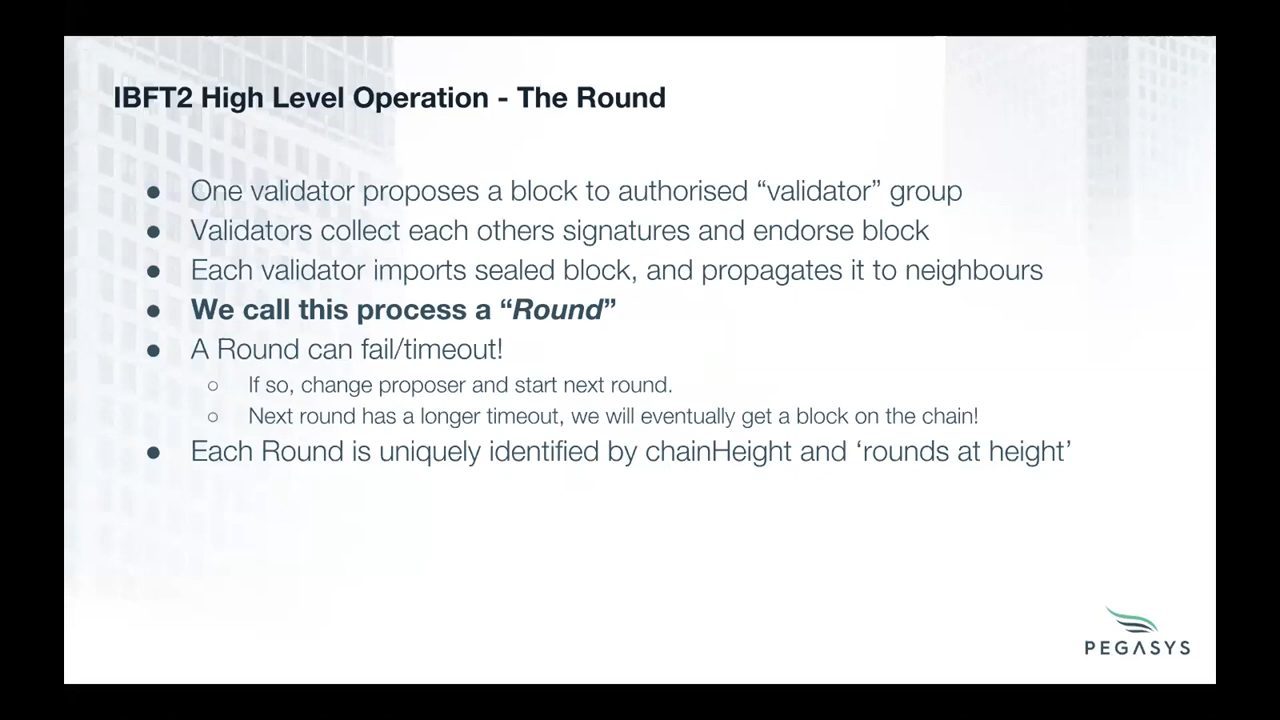 IBFT2 High Level Operation - The Round
● One validator proposes a block to authorised “validator” group
● Validators collect each others signatures and endorse block
● Each validator imports sealed block, and propagates it to neighbours
● We call this process a “Round”
● A Round can fail/timeout!
○ If so, change proposer and start next round.
○ Next round has a longer timeout, we will eventually get a block on the chain!
● Each Round is uniquely identified by chainHeight and ‘rounds at height’
PEGASYS